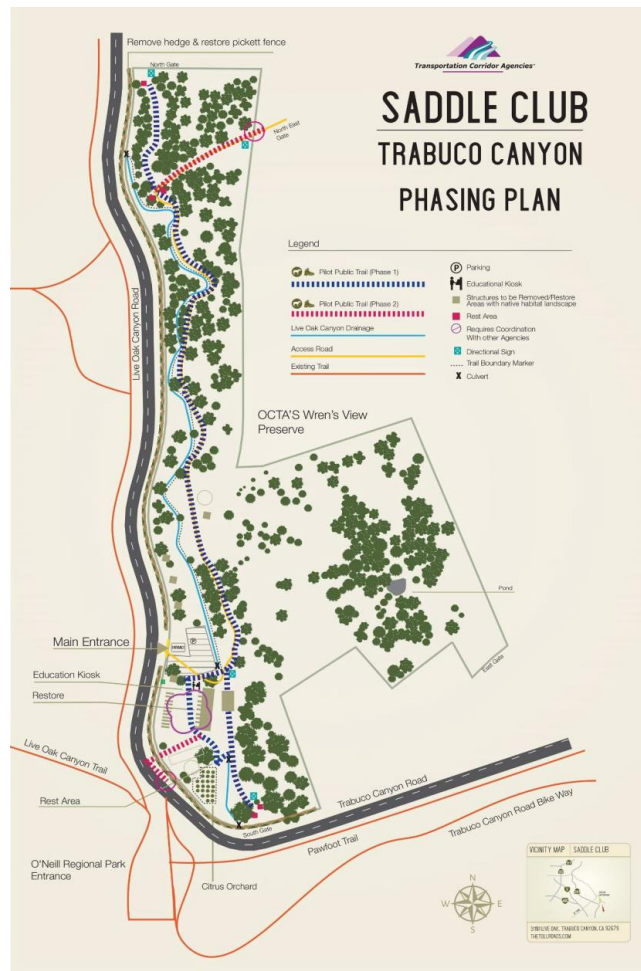 Remove hedge & restore pickett fence
North Gate
Transportation Corridor Agencies™
SADDLE CLUB
TRABUCO CANYON
PHASING PLAN
North East
Gate
Legend
Pilot Public Trail (Phase 1)
Pilot Public Trail (Phase 2)
Live Oak Canyon Drainage
Access Road
Existing Trail
P Parking
Educational Kiosk
Structures to be Removed/Restore
Areas with native habitat landscape
Rest Area
Requires Coordination
With other Agencies
Directional Sign
Trail Boundary Marker
X Culvert
Live Oak Canyon Road
OCTA'S Wren's View
Preserve
Pond
East Gate
Main Entrance
P
Education Kiosk
Restore
Live Oak Canyon Trail
Rest Area
O'Neill Regional Park
Entrance
Citrus Orchard
South Gate
Trabuco Canyon Road
Pawfoot Trail
Trabuco Canyon Road Bike Way
N
W E
S
VICINITY MAP SADDLE CLUB
THETOLLROADS.COM